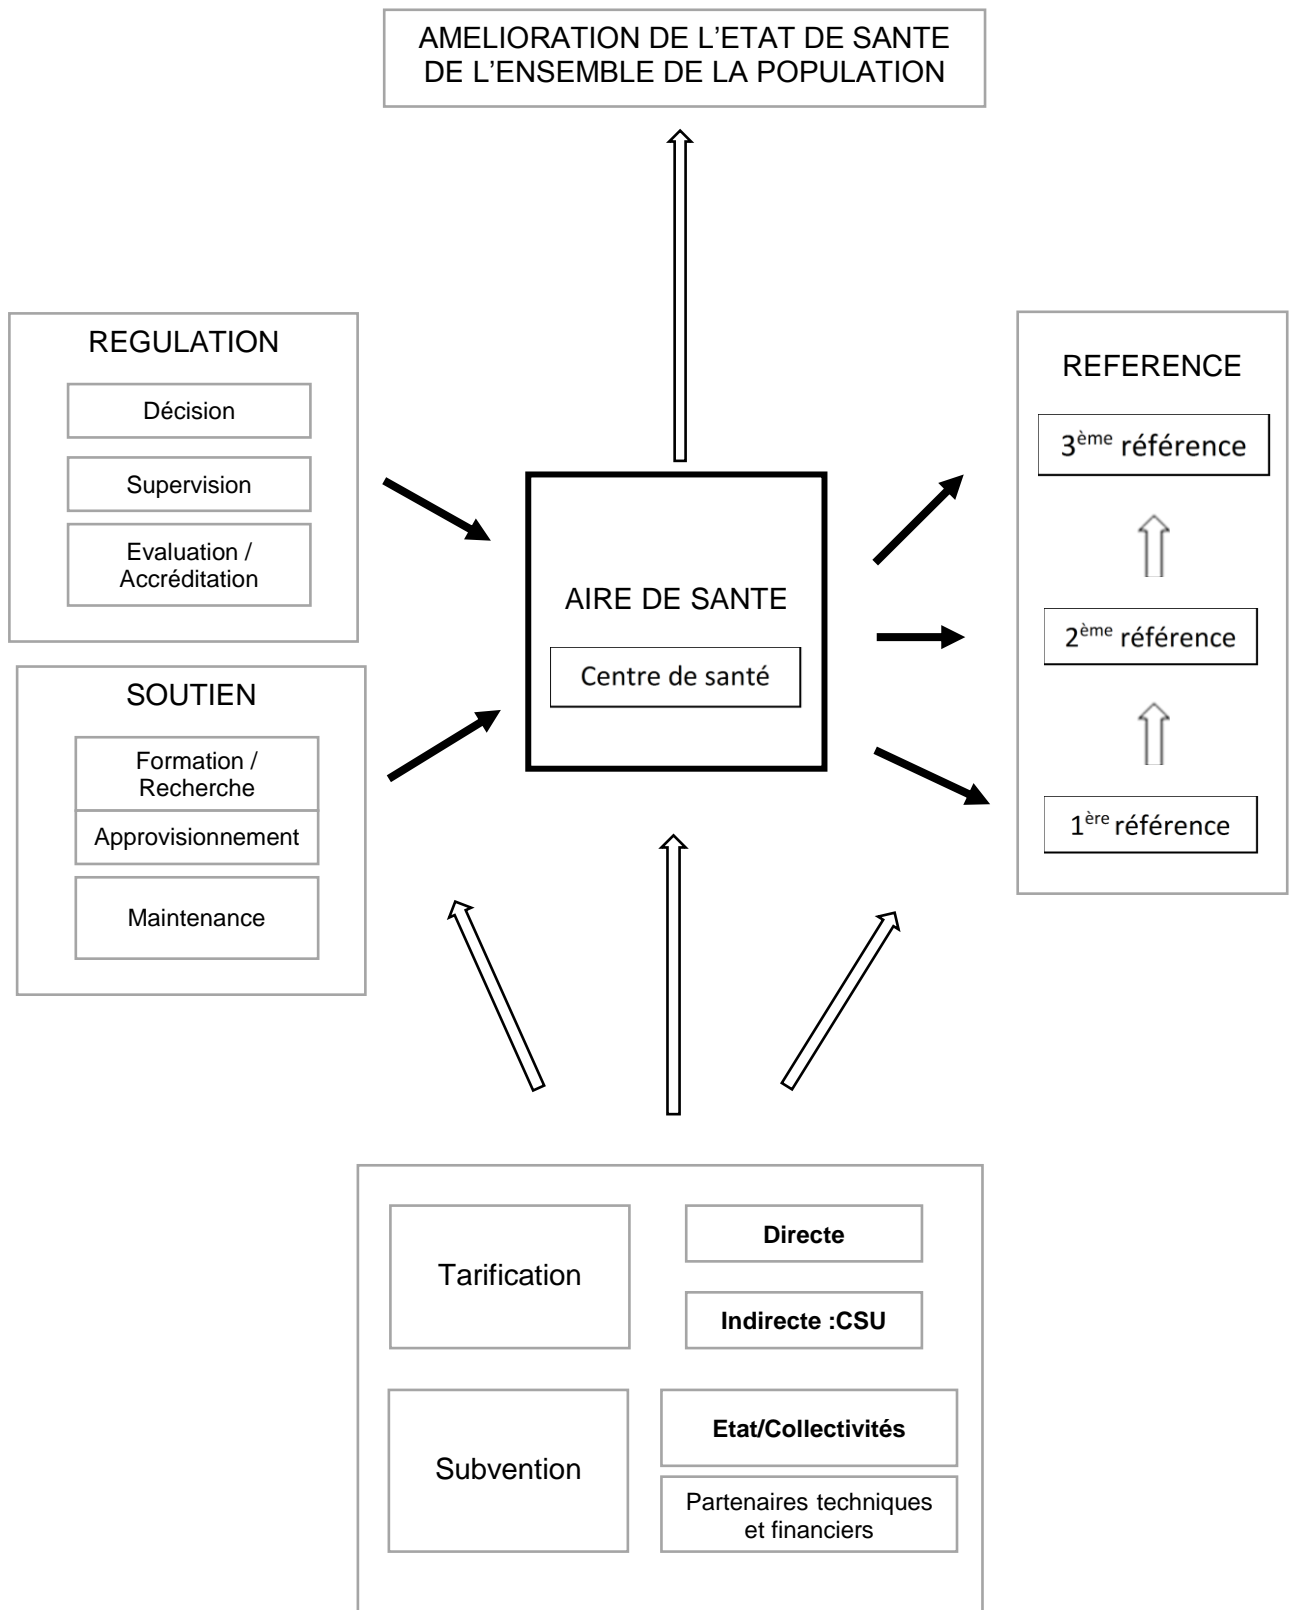 AMELIORATION DE L’ETAT DE SANTE
DE L’ENSEMBLE DE LA POPULATION
REGULATION
Décision
Supervision
Evaluation /
Accréditation
SOUTIEN
Formation /
Recherche
Approvisionnement
Maintenance
AIRE DE SANTE
Centre de santé
REFERENCE
3ème référence
2ème référence
1ère référence
Tarification
Directe
Indirecte :CSU
Subvention
Etat/Collectivités
Partenaires techniques
et financiers